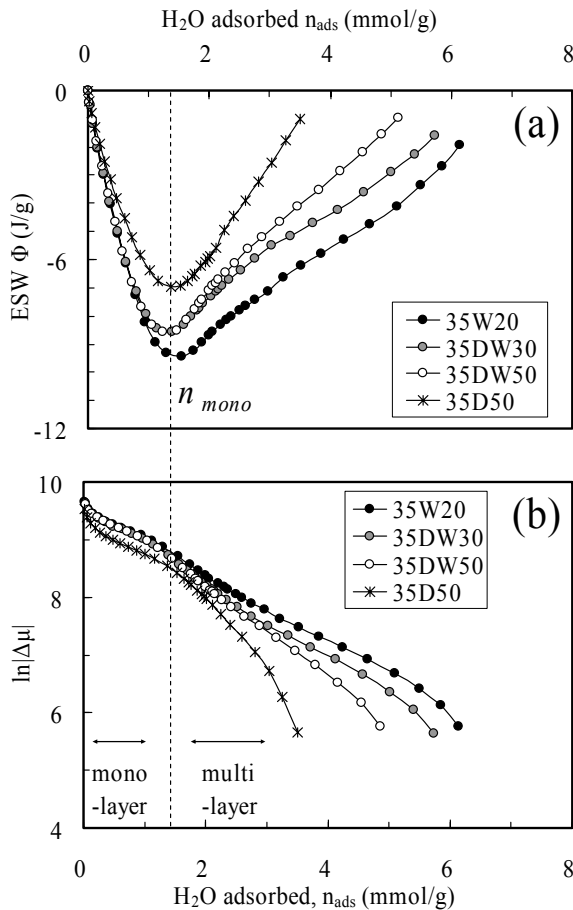 H2O adsorbed nads (mmol/g)
0 2 4 6 8
0
-6
-12
ESW Φ (J/g)
(a)
35W20
35DW30
35DW50
35D50
n mono
10
8
6
4
ln|Δμ|
(b)
35W20
35DW30
35DW50
35D50
mono
-layer
multi
-layer
0 2 4 6 8
H2O adsorbed, nads (mmol/g)